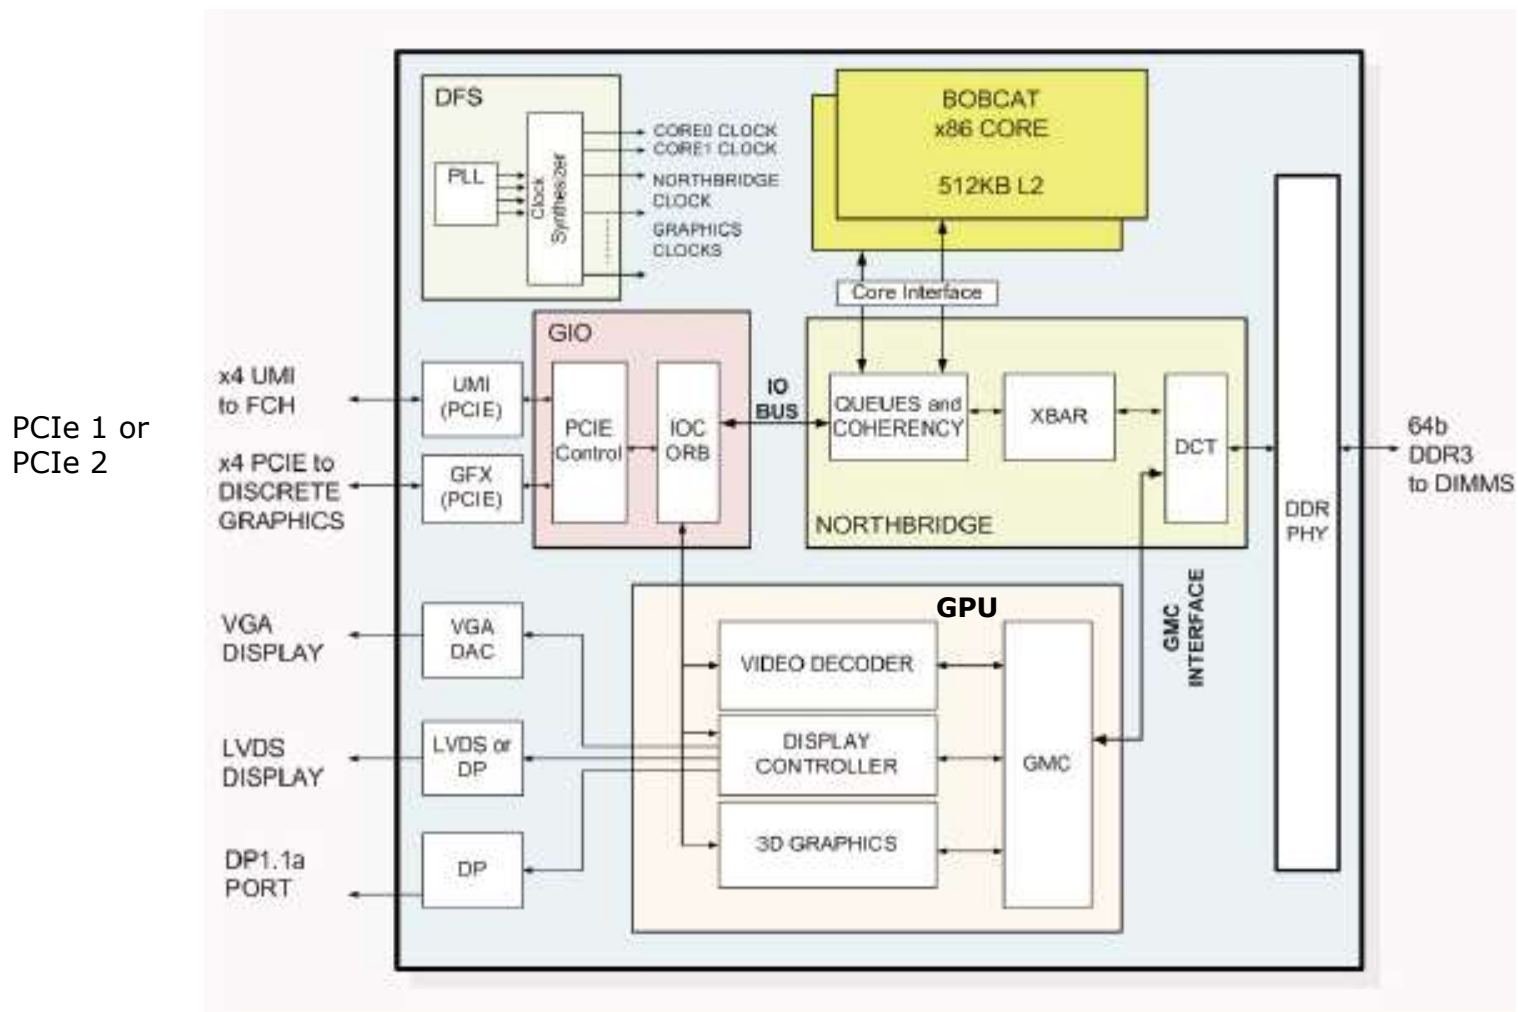 DFS
PLL
Clock
Synthesizer
CORE0 CLOCK
CORE1 CLOCK
NORTHBRIDGE
CLOCK
GRAPHICS
CLOCKS
BOBCAT
x86 CORE
512KB L2
Core Interface
PCIe 1 or
PCIe 2
x4 UMI
to FCH
x4 PCIE to
DISCRETE
GRAPHICS
UMI
(PCIE)
GFX
(PCIE)
GIO
PCIE
Control
IOC
ORB
IO
BUS
QUEUES and
COHERENCY
XBAR
DCT
NORTHBRIDGE
DDR
PHY
64b
DDR3
to DIMMS
GMC
INTERFACE
VGA
DISPLAY
VGA
DAC
LVDS
DISPLAY
LVDS or
DP
DP1.1a
PORT
DP
GPU
VIDEO DECODER
DISPLAY
CONTROLLER
3D GRAPHICS
GMC